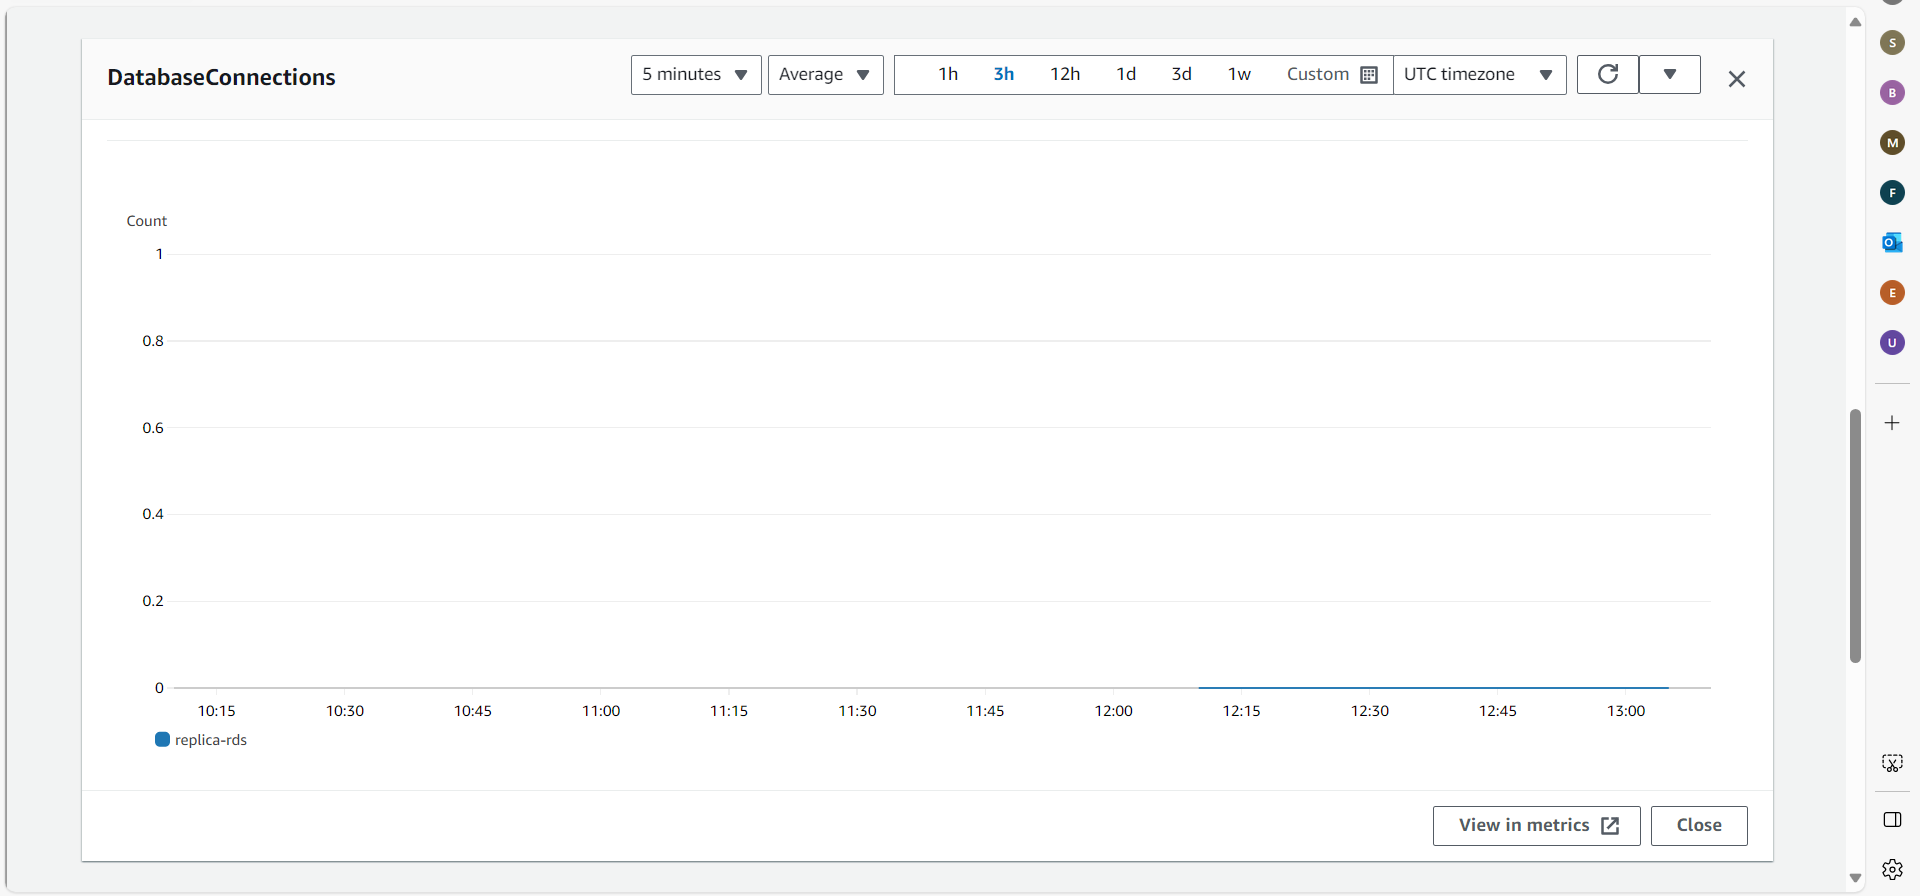 DatabaseConnections
5 minutes
Average
1h 3h 12h 1d 3d 1w Custom
UTC timezone
Count
1
0.8
0.6
0.4
0.2
0
10:15 10:30 10:45 11:00 11:15 11:30 11:45 12:00 12:15 12:30 12:45 13:00
replica-rds
View in metrics
Close
S
B
M
F
O
E
U